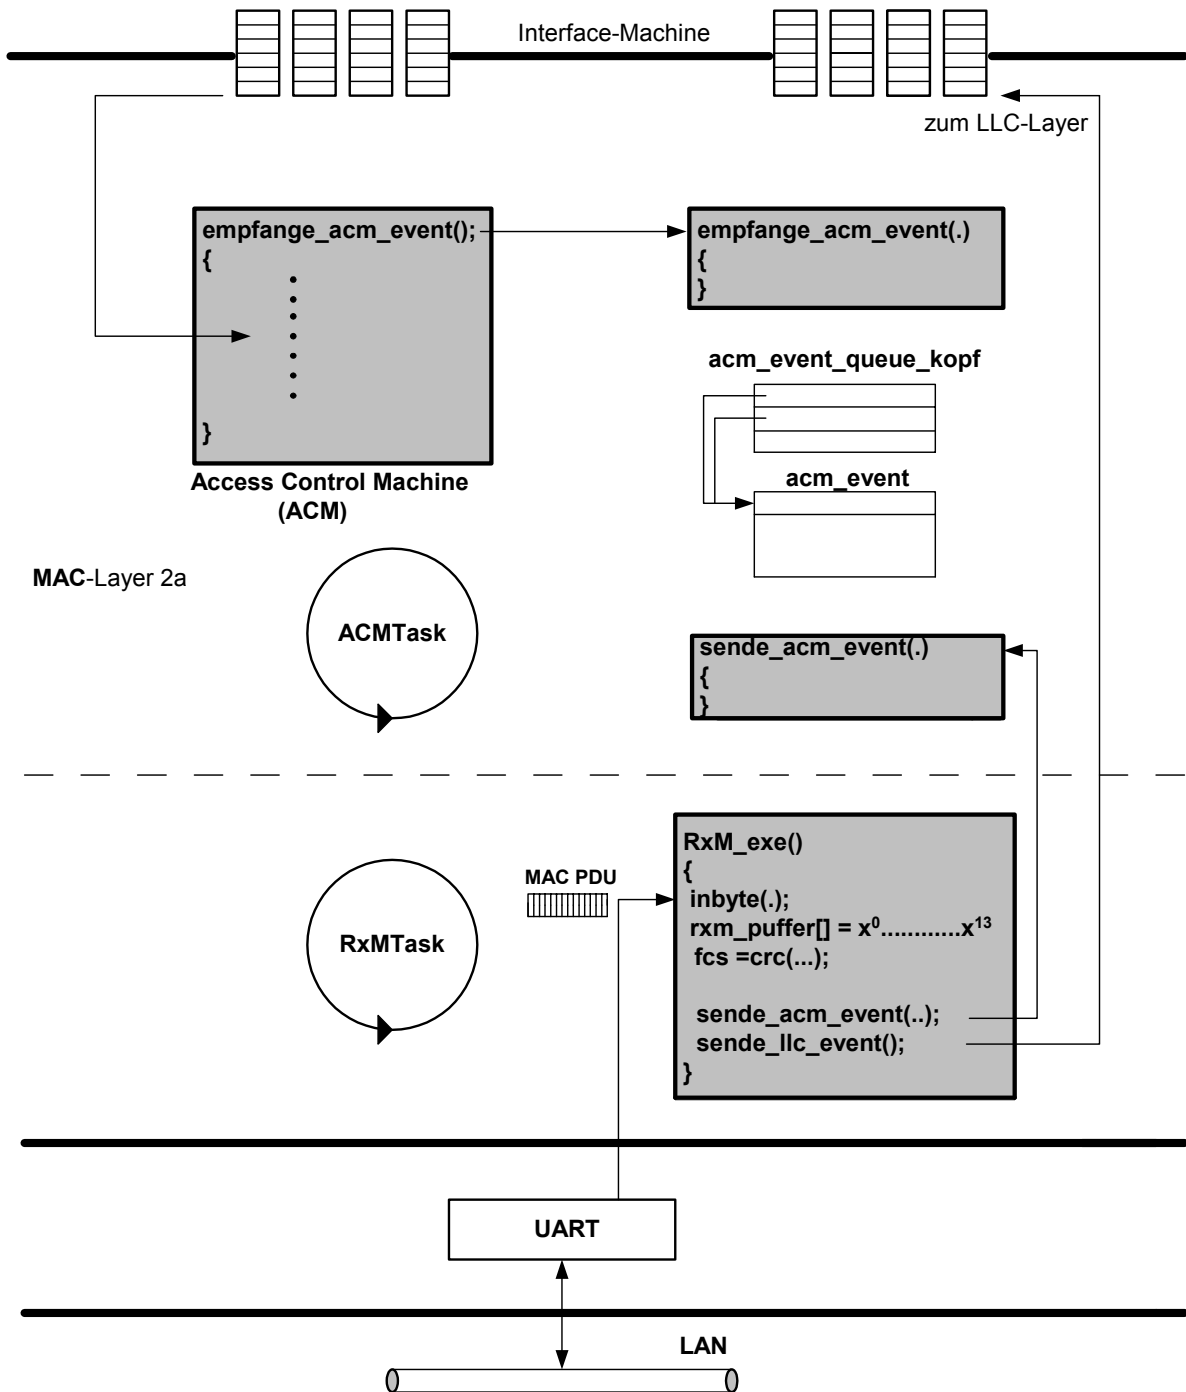 Interface-Machine
zum LLC-Layer
empfange_acm_event();
{
}
Access Control Machine
(ACM)
empfange_acm_event(.)
{
}
acm_event_queue_kopf
acm_event
MAC-Layer 2a
ACMTask
sende_acm_event(.)
{
}
RxMTask
MAC PDU
RxM_exe()
{
inbyte(.);
rxm_puffer[] = x⁰............x¹³
fcs =crc(...);
sende_acm_event(..);
sende_llc_event();
}
UART
LAN